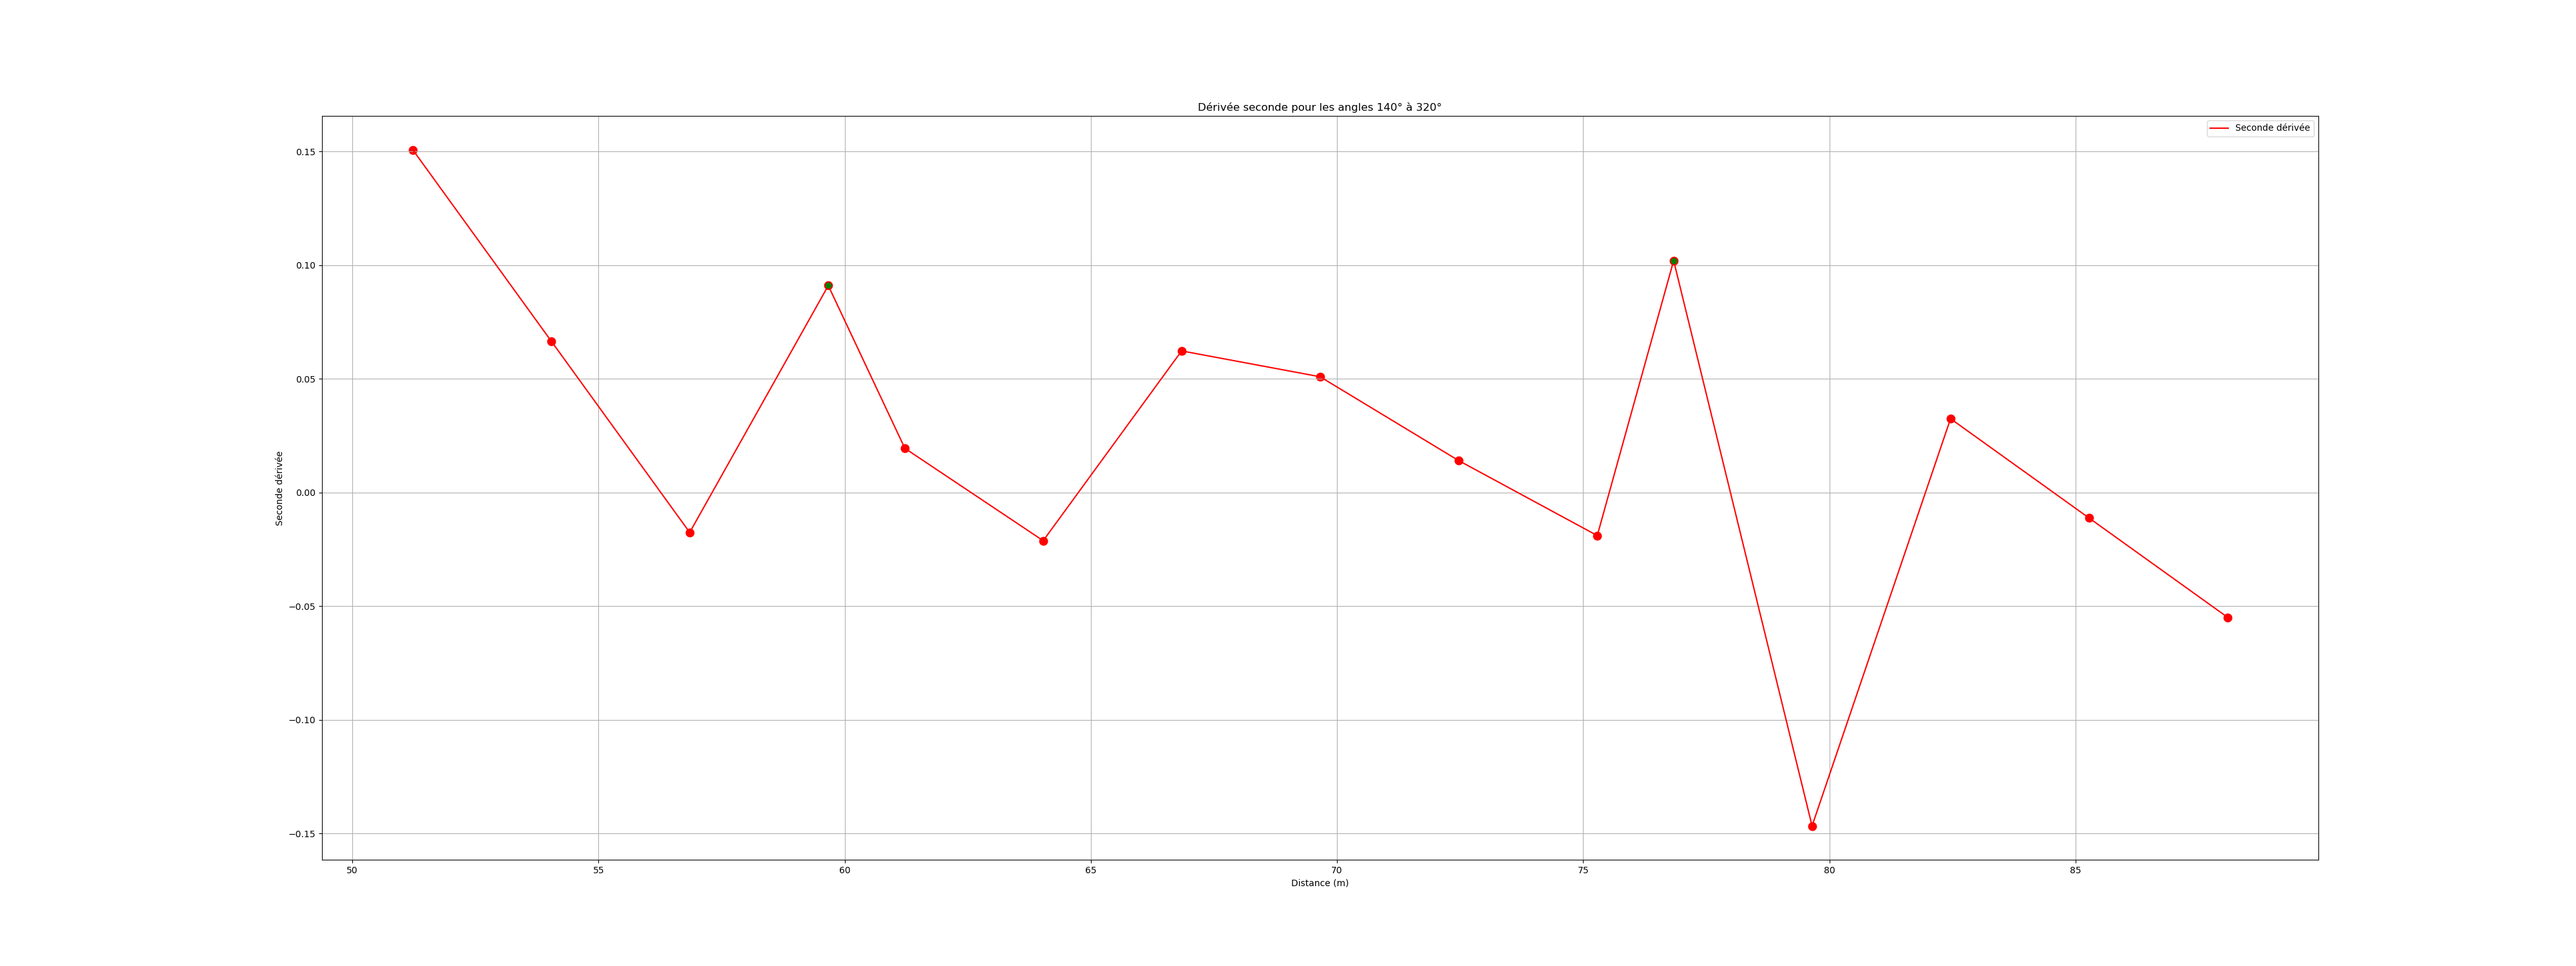 Dérivée seconde pour les angles 140° à 320°
Seconde dérivée
0.15
0.10
0.05
0.00
−0.05
−0.10
−0.15
Seconde dérivée
50 55 60 65 70 75 80 85
Distance (m)